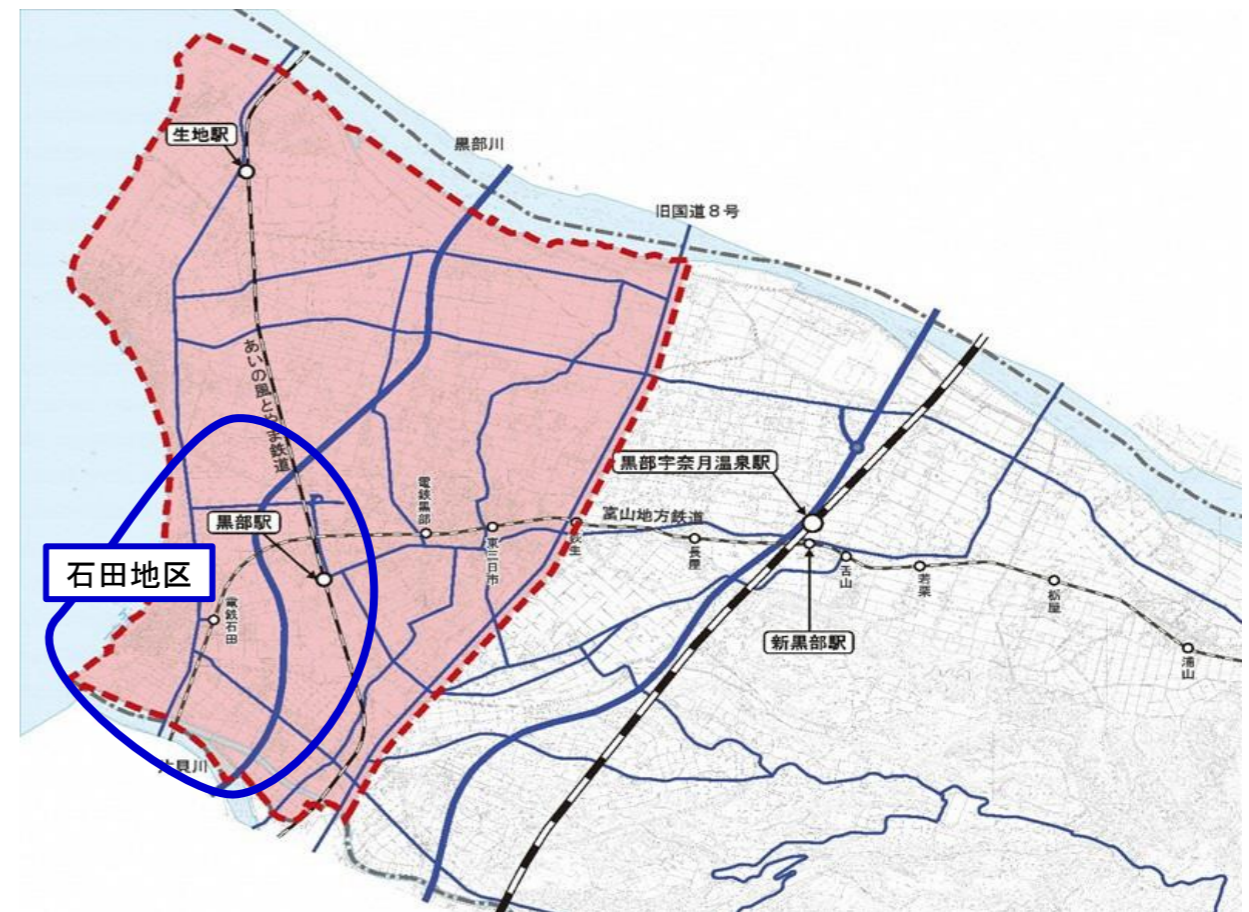 生地駅
黒部川
旧国道8号
あいの風とやま鉄道
黒部宇奈月温泉駅
電鉄黒部
富山地方鉄道
黒部駅
東三日市
荻生
長屋
舌山
若栗
栃屋
石田地区
電鉄石田
新黒部駅
浦山
片貝川